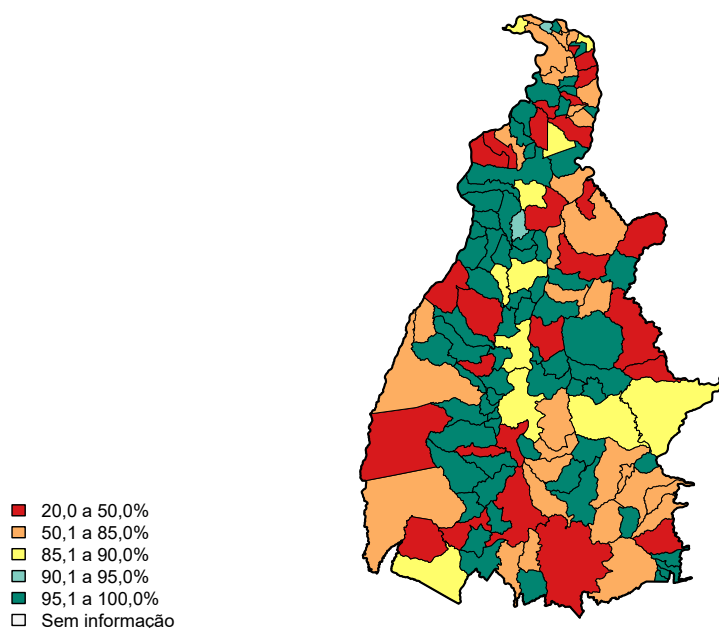 20,0 a 50,0%
50,1 a 85,0%
85,1 a 90,0%
90,1 a 95,0%
95,1 a 100,0%
Sem informação